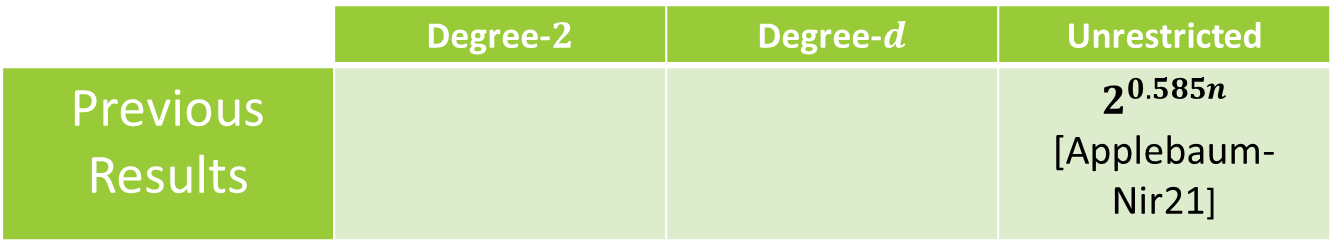 Degree-2 Degree-d Unrestricted
Previous
Results
2^{0.585n}
[Applebaum-
Nir21]